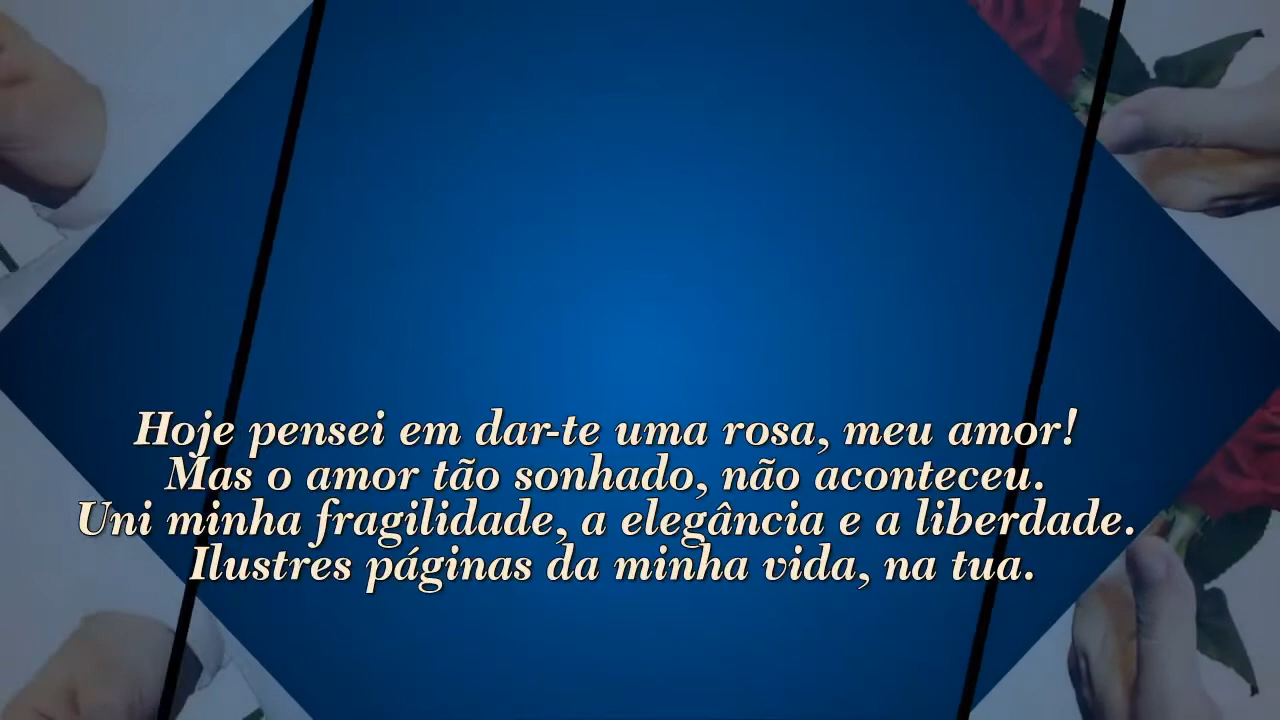 Hoje pensei em dar-te uma rosa, meu amor!
Mas o amor tão sonhado, não aconteceu.
Uni minha fragilidade, a elegância e a liberdade.
Ilustres páginas da minha vida, na tua.